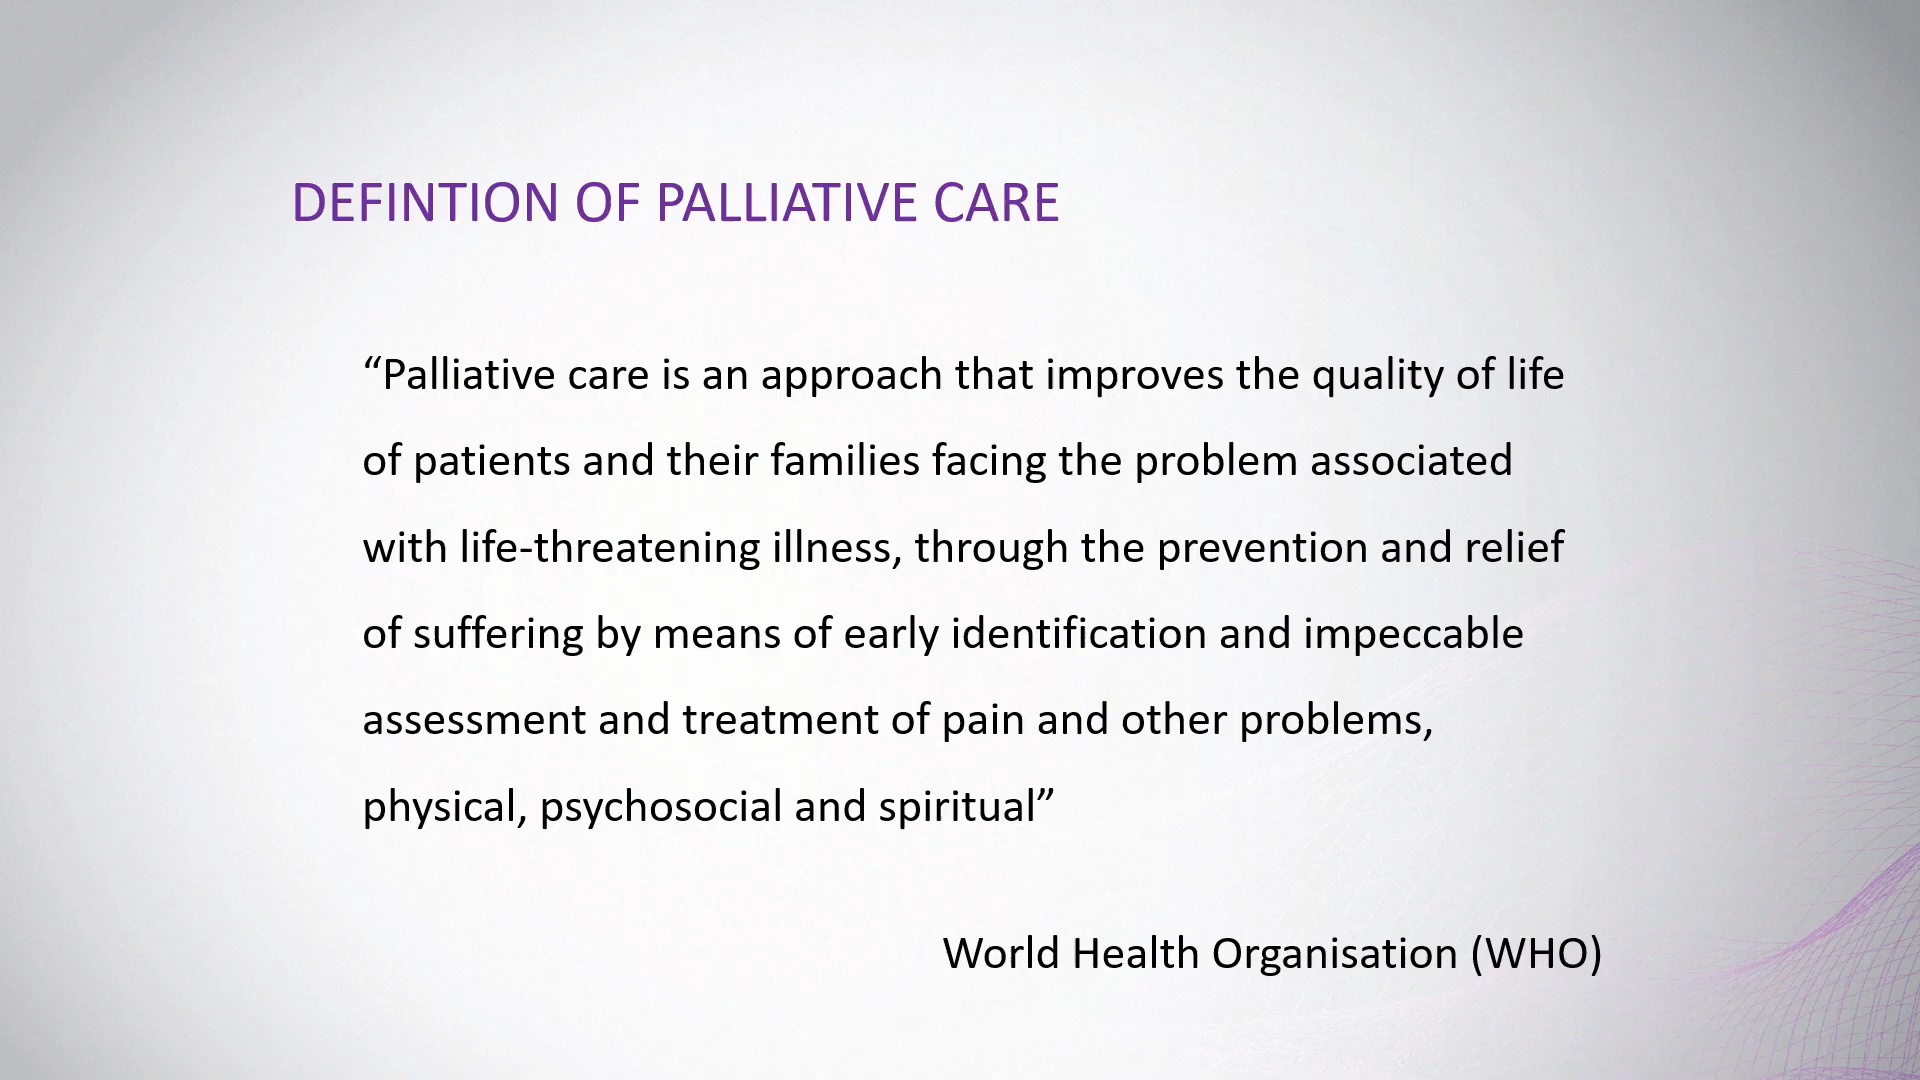 DEFINTION OF PALLIATIVE CARE
“Palliative care is an approach that improves the quality of life
of patients and their families facing the problem associated
with life-threatening illness, through the prevention and relief
of suffering by means of early identification and impeccable
assessment and treatment of pain and other problems,
physical, psychosocial and spiritual”
World Health Organisation (WHO)